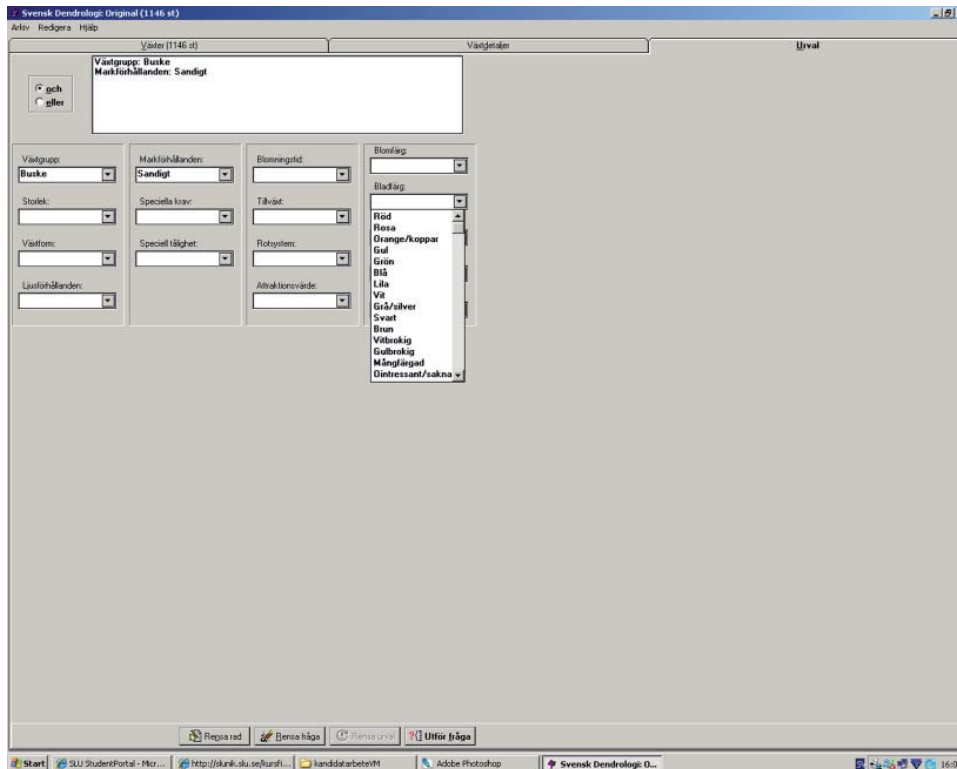 Svensk Dendrologi: Original (1146 st)
Arkiv Redigera Hjälp
Växter (1146 st)
Växtdetaljer
Urval
och
eller
Växtgrupp: Buske
Markförhållanden: Sandigt
Växtgrupp:
Buske
Storlek:
Växtform:
Ljusförhållanden:
Markförhållanden:
Sandigt
Speciella krav:
Speciell tålighet:
Blomningstid:
Tillväxt:
Rotsystem:
Attraktionsvärde:
Blomfärg:
Bladfärg:
Röd
Rosa
Orange/koppar
Gul
Grön
Blå
Lila
Vit
Grå/silver
Svart
Brun
Vitbrokig
Gulbrokig
Mångfärgad
Ointressant/sakna
Rensa rad
Rensa fråga
Rensa urval
Utför fråga
Start
SLU StudentPortal - Micr...
http://slunik.slu.se/kursfi...
kandidatarbeteVM
Adobe Photoshop
Svensk Dendrologi: O...
16:0